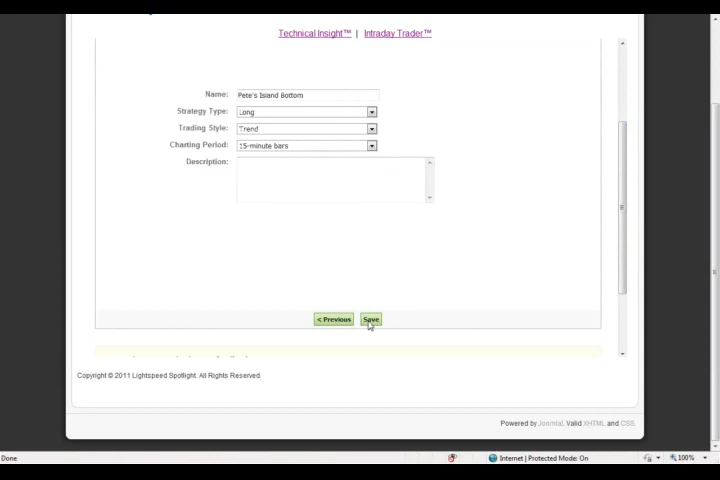 Technical Insight™ | Intraday Trader™
Name: Pete's Island Bottom
Strategy Type: Long
Trading Style: Trend
Charting Period: 15-minute bars
Description:
< Previous Save
Copyright © 2011 Lightspeed Spotlight. All Rights Reserved.
Powered by Joomla!. Valid XHTML and CSS.
Done Internet | Protected Mode: On 100%